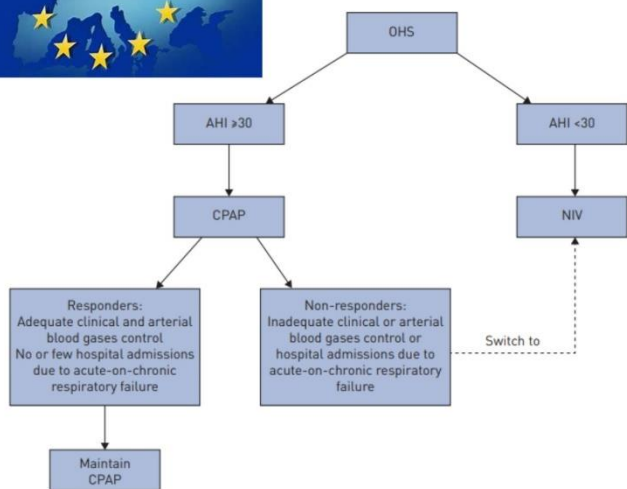 OHS
AHI ⩾30
AHI <30
CPAP
NIV
Responders:
Adequate clinical and arterial
blood gases control
No or few hospital admissions
due to acute-on-chronic
respiratory failure
Non-responders:
Inadequate clinical or arterial
blood gases control or
hospital admissions due to
acute-on-chronic respiratory
failure
Switch to
Maintain
CPAP